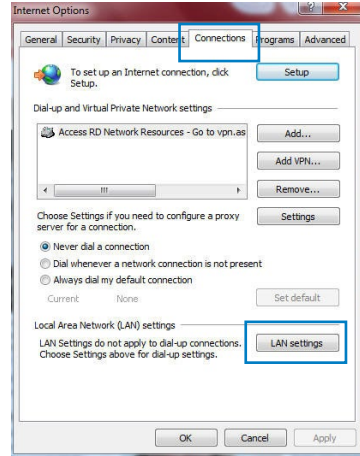 Internet Options
General Security Privacy Content Connections Programs Advanced
To set up an Internet connection, click
Setup.
Setup
Dial-up and Virtual Private Network settings
Access RD Network Resources - Go to vpn.as
Add...
Add VPN...
Remove...
Choose Settings if you need to configure a proxy
server for a connection.
Settings
Never dial a connection
Dial whenever a network connection is not present
Always dial my default connection
Current None
Set default
Local Area Network (LAN) settings
LAN Settings do not apply to dial-up connections.
Choose Settings above for dial-up settings.
LAN settings
OK Cancel Apply